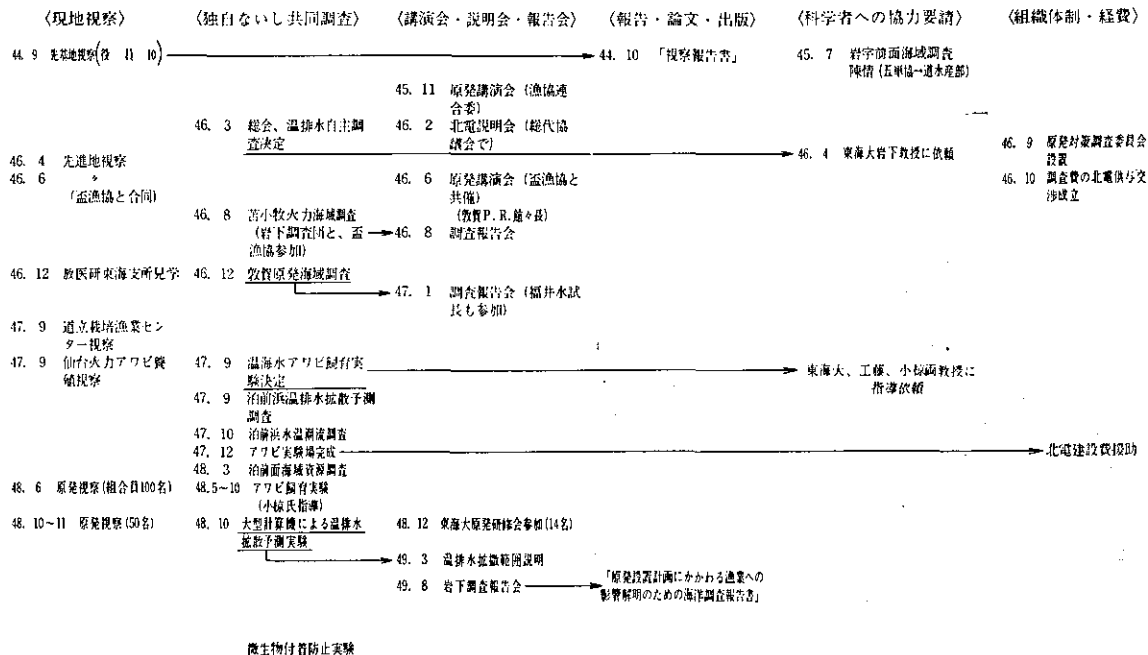 〈現地視察〉 〈独自ないし共同調査〉 〈講演会・説明会・報告会〉 〈報告・論文・出版〉 〈科学者への協力要請〉 〈組織体制・経費〉
44. 9 先基地視察(役 員 10) 44. 10 「視察報告書」 45. 7 岩宇前面海域調査
陳情 (五単協→道水産部)
45. 11 原発講演会 (漁協連
合委)
46. 3 総会、温排水自主調
査決定
46. 2 北電説明会 (総代協
議会で)
46. 4 東海大岩下教授に依頼
46. 9 原発対策調査委員会
設置
46. 10 調査費の北電供与交
渉成立
46. 4 先進地視察
46. 6 〃
(盃漁協と合同)
46. 6 原発講演会 (盃漁協と
共催)
(敦賀P.R.館々長)
46. 8 苫小牧火力海域調査
(岩下調査団と、盃
漁協参加)
46. 8 調査報告会
46. 12 放医研東海支所見学 46. 12 敦賀原発海域調査
47. 1 調査報告会 (福井水試
長も参加)
47. 9 道立栽培漁業セン
ター視察
47. 9 仙台火力アワビ養
殖視察
47. 9 温海水アワビ飼育実
験決定
東海大、工藤、小椋両教授に
指導依頼
47. 9 泊前浜温排水拡散予測
調査
47. 10 泊前浜水温潮流調査
47. 12 アワビ実験場完成 北電建設費援助
48. 3 泊前面海域資源調査
48. 6 原発視察(組合員100名) 48.5~10 アワビ飼育実験
(小椋氏指導)
48. 10~11 原発視察(50名) 48. 10 大型計算機による温排水
拡散予測実験
48. 12 東海大原発研修会参加(14名)
49. 3 温排水拡散範囲説明
49. 8 岩下調査報告会 「原発設置計画にかかわる漁業への
影響解明のための海洋調査報告書」
微生物付着防止実験